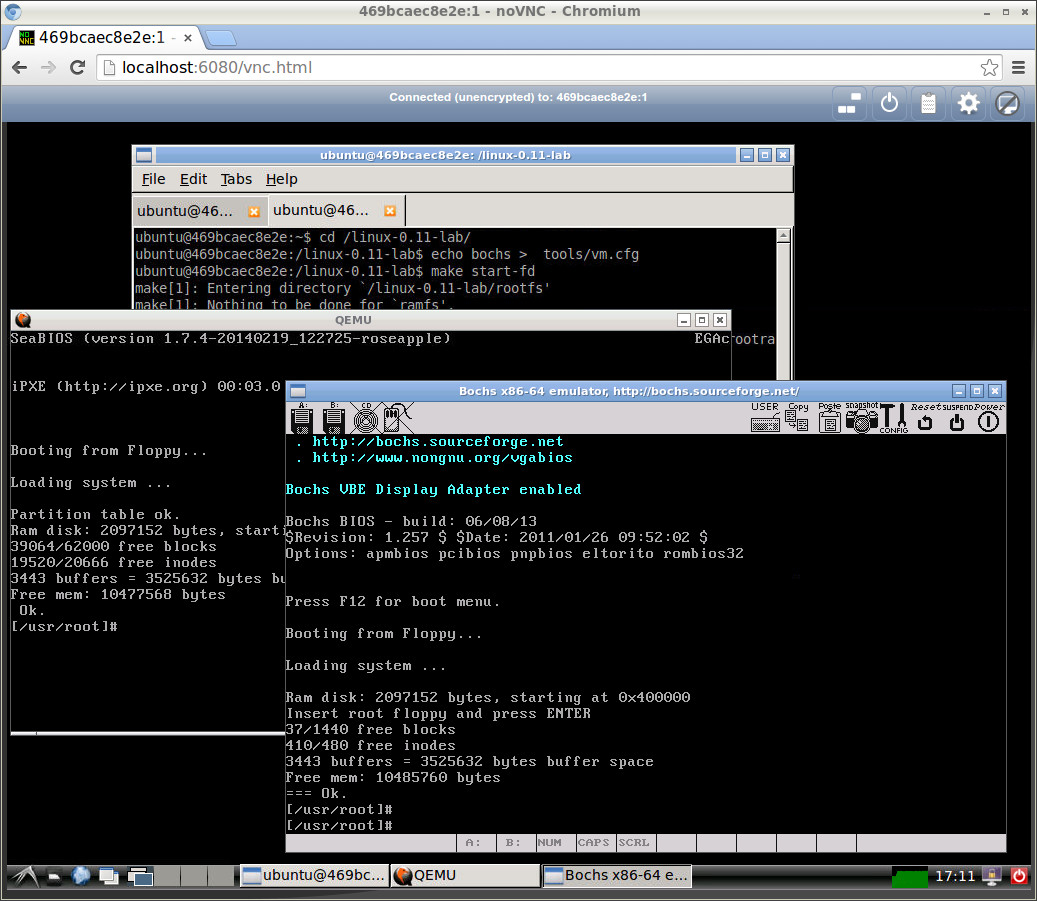 469bcaec8e2e:1 - noVNC - Chromium
469bcaec8e2e:1 -
localhost:6080/vnc.html
Connected (unencrypted) to: 469bcaec8e2e:1
ubuntu@469bcaec8e2e: /linux-0.11-lab
File Edit Tabs Help
ubuntu@46... ubuntu@46...
ubuntu@469bcaec8e2e:~$ cd /linux-0.11-lab/
ubuntu@469bcaec8e2e:/linux-0.11-lab$ echo bochs >  tools/vm.cfg
ubuntu@469bcaec8e2e:/linux-0.11-lab$ make start-fd
make[1]: Entering directory `/linux-0.11-lab/rootfs'
make[1]: Nothing to be done for `ramfs'.
rootra
QEMU
SeaBIOS (version 1.7.4-20140219_122725-roseapple)
EGAc
iPXE (http://ipxe.org) 00:03.0
Booting from Floppy...
Loading system ...
Partition table ok.
Ram disk: 2097152 bytes, starti
39064/62000 free blocks
19520/20666 free inodes
3443 buffers = 3525632 bytes bu
Free mem: 10477568 bytes
Ok.
[/usr/root]#
Bochs x86-64 emulator, http://bochs.sourceforge.net/
A: B: CD USER Copy Paste snapshot CONFIG Reset SUSPEND Power
. http://bochs.sourceforge.net
. http://www.nongnu.org/vgabios
Bochs VBE Display Adapter enabled
Bochs BIOS - build: 06/08/13
$Revision: 1.257 $ $Date: 2011/01/26 09:52:02 $
Options: apmbios pcibios pnpbios eltorito rombios32
Press F12 for boot menu.
Booting from Floppy...
Loading system ...
Ram disk: 2097152 bytes, starting at 0x400000
Insert root floppy and press ENTER
37/1440 free blocks
410/480 free inodes
3443 buffers = 3525632 bytes buffer space
Free mem: 10485760 bytes
=== Ok.
[/usr/root]#
[/usr/root]#
A: B: NUM CAPS SCRL
ubuntu@469bc... QEMU Bochs x86-64 e... 17:11